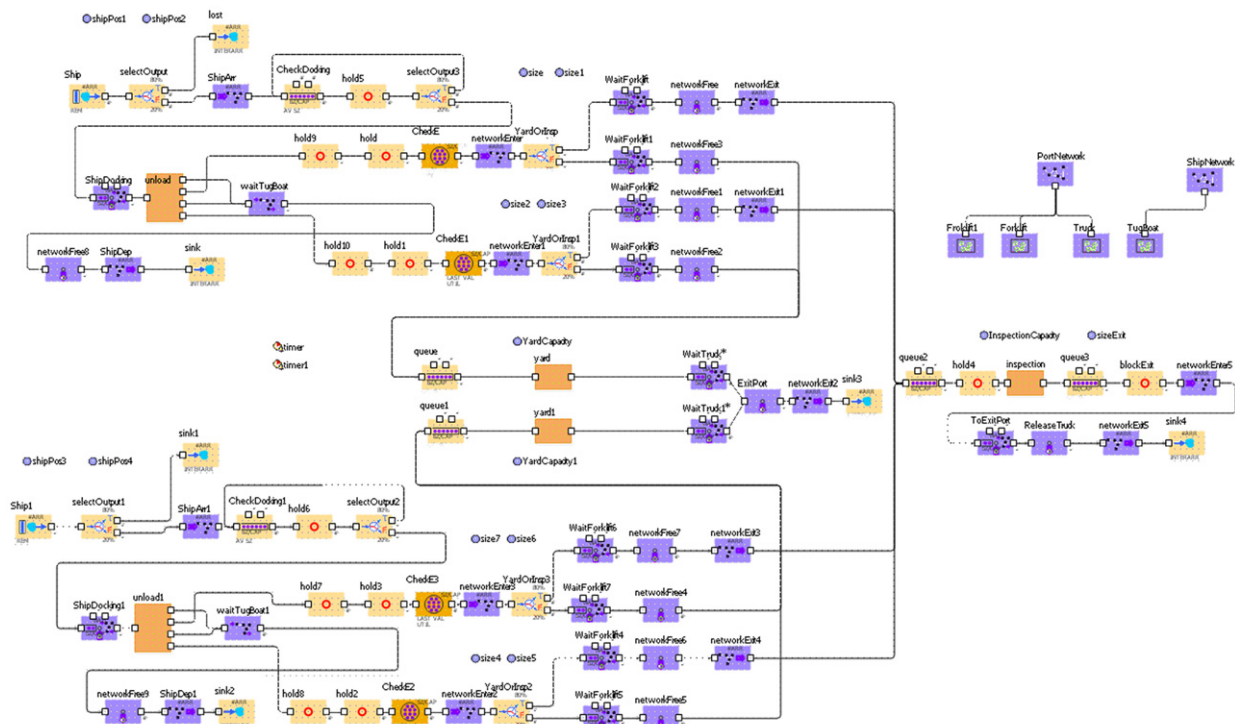 shipPos1 shipPos2 lost
Ship selectOutput ShipArr CheckDocking hold5 selectOutput3
size size1 WaitForklift networkFree networkExit
hold9 hold CheckE networkEnter YardOrInsp WaitForklift1 networkFree3
ShipDocking unload waitTugBoat
size2 size3 WaitForklift2 networkFree1 networkExit1
networkFree8 ShipDep sink
hold10 hold1 CheckE1 networkEnter1 YardOrInsp1 WaitForklift3 networkFree2
PortNetwork ShipNetwork
Froklift1 Forklift Truck TugBoat
timer
timer1
YardCapacity
queue yard WaitTruck*
ExitPort networkExit2 sink3
queue1 yard1 WaitTruck1*
YardCapacity1
InspectionCapacity sizeExit
queue2 hold4 inspection queue3 blockExit networkEnter5
ToExitPort ReleaseTruck networkExit5 sink4
sink1
shipPos3 shipPos4
Ship1 selectOutput1 ShipArr1 CheckDocking1 hold6 selectOutput2
size7 size6 WaitForklift6 networkFree7 networkExit3
hold7 hold3 CheckE3 networkEnter3 YardOrInsp3 WaitForklift7 networkFree4
ShipDocking1 unload1 waitTugBoat1
size4 size5 WaitForklift4 networkFree6 networkExit4
networkFree9 ShipDep1 sink2
hold8 hold2 CheckE2 networkEnter2 YardOrInsp2 WaitForklift5 networkFree5